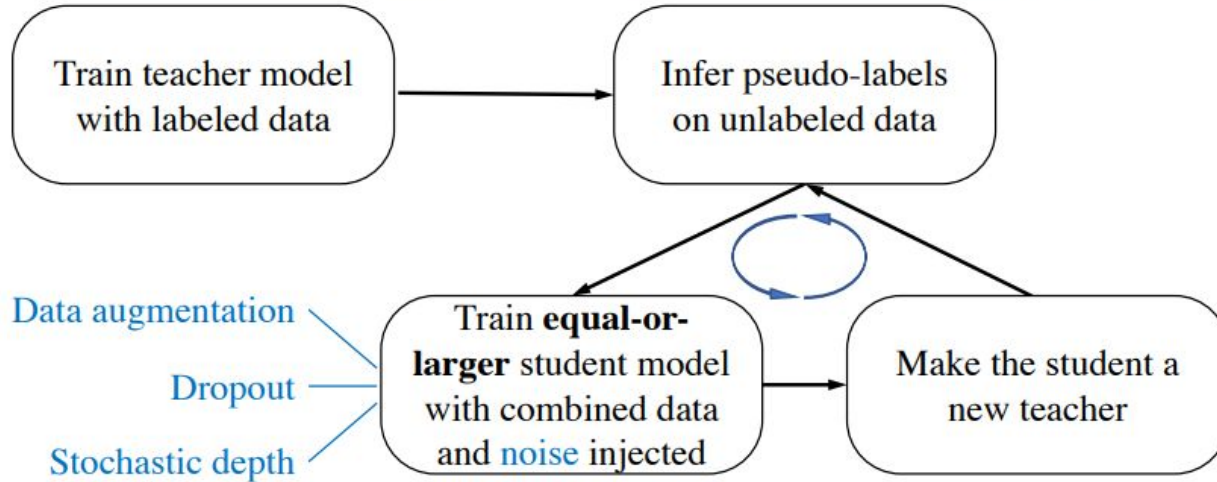 Train teacher model
with labeled data
Infer pseudo-labels
on unlabeled data
Data augmentation
Dropout
Stochastic depth
Train equal-or-
larger student model
with combined data
and noise injected
Make the student a
new teacher